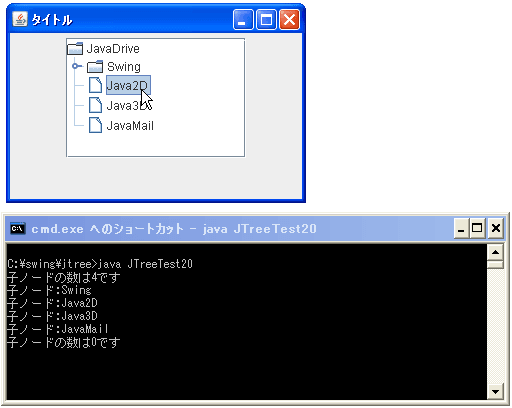 タイトル
JavaDrive
Swing
Java2D
Java3D
JavaMail
cmd.exe へのショートカット - java JTreeTest20
C:¥swing¥jtree>java JTreeTest20
子ノードの数は4です
子ノード:Swing
子ノード:Java2D
子ノード:Java3D
子ノード:JavaMail
子ノードの数は0です